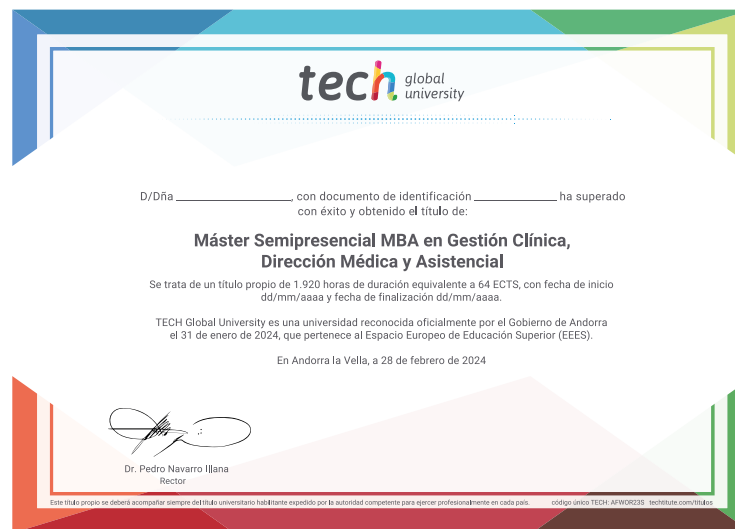 tech global university
D/Dña ______________, con documento de identificación ______________ ha superado
con éxito y obtenido el título de:
Máster Semipresencial MBA en Gestión Clínica,
Dirección Médica y Asistencial
Se trata de un título propio de 1.920 horas de duración equivalente a 64 ECTS, con fecha de inicio
dd/mm/aaaa y fecha de finalización dd/mm/aaaa.
TECH Global University es una universidad reconocida oficialmente por el Gobierno de Andorra
el 31 de enero de 2024, que pertenece al Espacio Europeo de Educación Superior (EEES).
En Andorra la Vella, a 28 de febrero de 2024
Dr. Pedro Navarro Illana
Rector
Este título propio se deberá acompañar siempre del título universitario habilitante expedido por la autoridad competente para ejercer profesionalmente en cada país. código único TECH: AFWOR23S techtitute.com/titulos